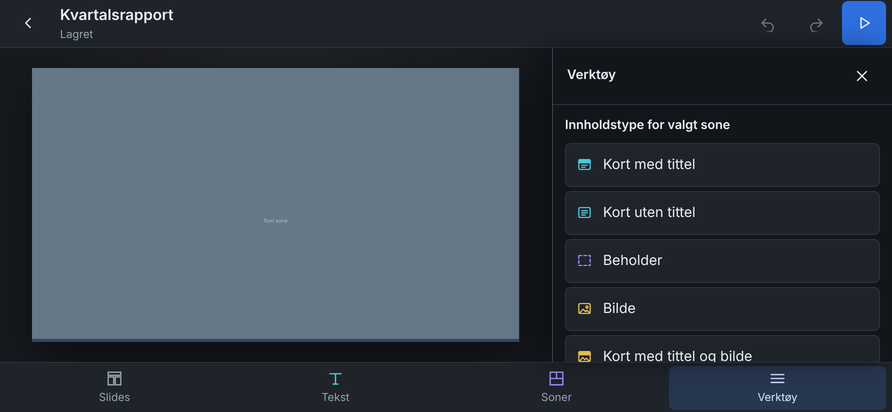 Kvartalsrapport
Lagret
Verktøy
Innholdstype for valgt sone
Kort med tittel
Kort uten tittel
Beholder
Bilde
Kort med tittel og bilde
Tom sone
Slides
Tekst
Soner
Verktøy